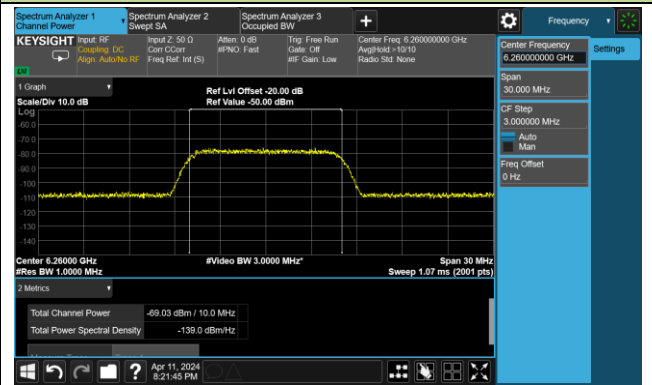 Spectrum Analyzer 1
Channel Power
Spectrum Analyzer 2
Swept SA
Spectrum Analyzer 3
Occupied BW
+
Frequency
KEYSIGHT
Input: RF
Coupling: DC
Align: Auto/No RF
Input Z: 50 Ω
Corr CCorr
Freq Ref: Int (S)
Atten: 0 dB
#PNO: Fast
Trig: Free Run
Gate: Off
#IF Gain: Low
Center Freq: 6.260000000 GHz
Avg|Hold:>10/10
Radio Std: None
Center Frequency
6.260000000 GHz
Settings
Span
30.000 MHz
CF Step
3.000000 MHz
Auto
Man
Freq Offset
0 Hz
1 Graph
Ref Lvl Offset -20.00 dB
Scale/Div 10.0 dB
Ref Value -50.00 dBm
Log
-60.0
-70.0
-80.0
-90.0
-100
-110
-120
-130
-140
Center 6.26000 GHz
#Video BW 3.0000 MHz*
Span 30 MHz
#Res BW 1.0000 MHz
Sweep 1.07 ms (2001 pts)
2 Metrics
Total Channel Power
-69.03 dBm / 10.0 MHz
Total Power Spectral Density
-139.0 dBm/Hz
?
Apr 11, 2024
8:21:45 PM